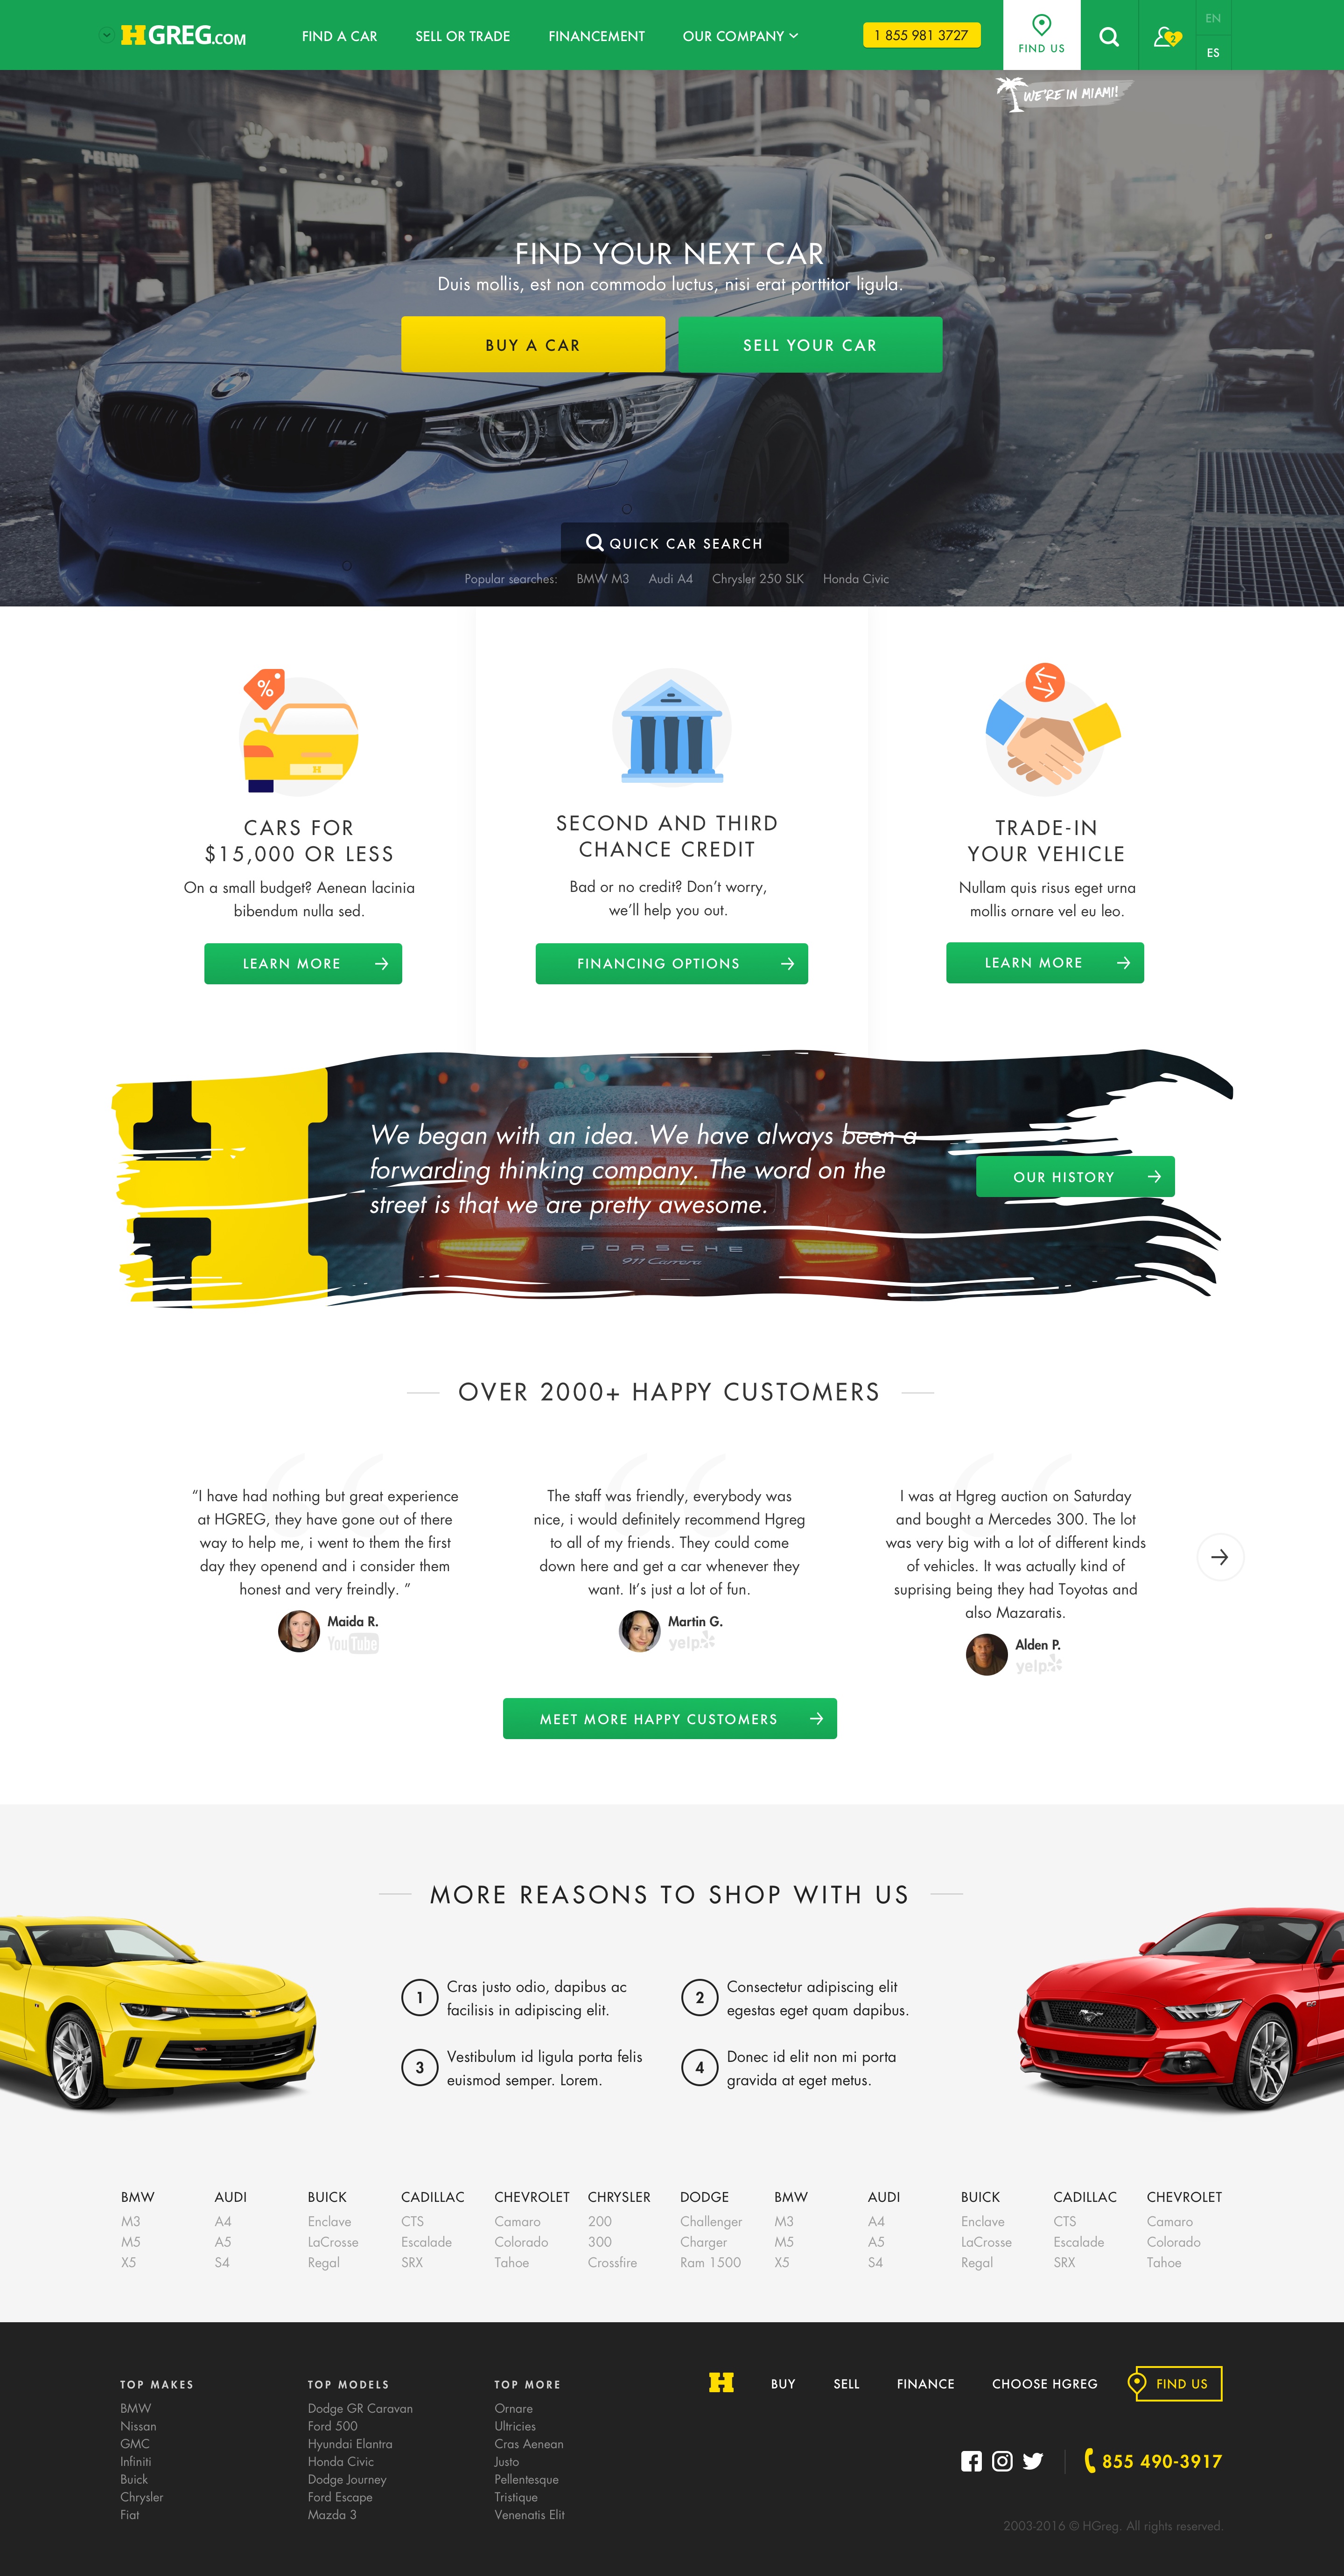 HGREG.COM
FIND A CAR
SELL OR TRADE
FINANCEMENT
OUR COMPANY
1 855 981 3727
FIND US
2
EN
ES
WE'RE IN MIAMI!
7-ELEVEN
FIND YOUR NEXT CAR
Duis mollis, est non commodo luctus, nisi erat porttitor ligula.
BUY A CAR
SELL YOUR CAR
QUICK CAR SEARCH
Popular searches: BMW M3 Audi A4 Chrysler 250 SLK Honda Civic
%
H
CARS FOR
$15,000 OR LESS
On a small budget? Aenean lacinia
bibendum nulla sed.
LEARN MORE
SECOND AND THIRD
CHANCE CREDIT
Bad or no credit? Don't worry,
we'll help you out.
FINANCING OPTIONS
TRADE-IN
YOUR VEHICLE
Nullam quis risus eget urna
mollis ornare vel eu leo.
LEARN MORE
H
We began with an idea. We have always been a
forwarding thinking company. The word on the
street is that we are pretty awesome.
PORSCHE
911 Carrera
OUR HISTORY
OVER 2000+ HAPPY CUSTOMERS
“I have had nothing but great experience
at HGREG, they have gone out of there
way to help me, i went to them the first
day they openend and i consider them
honest and very freindly. ”
Maida R.
YouTube
The staff was friendly, everybody was
nice, i would definitely recommend Hgreg
to all of my friends. They could come
down here and get a car whenever they
want. It's just a lot of fun.
Martin G.
yelp
I was at Hgreg auction on Saturday
and bought a Mercedes 300. The lot
was very big with a lot of different kinds
of vehicles. It was actually kind of
suprising being they had Toyotas and
also Mazaratis.
Alden P.
yelp
MEET MORE HAPPY CUSTOMERS
MORE REASONS TO SHOP WITH US
1
Cras justo odio, dapibus ac
facilisis in adipiscing elit.
2
Consectetur adipiscing elit
egestas eget quam dapibus.
3
Vestibulum id ligula porta felis
euismod semper. Lorem.
4
Donec id elit non mi porta
gravida at eget metus.
BMW AUDI BUICK CADILLAC CHEVROLET CHRYSLER DODGE BMW AUDI BUICK CADILLAC CHEVROLET
M3 A4 Enclave CTS Camaro 200 Challenger M3 A4 Enclave CTS Camaro
M5 A5 LaCrosse Escalade Colorado 300 Charger M5 A5 LaCrosse Escalade Colorado
X5 S4 Regal SRX Tahoe Crossfire Ram 1500 X5 S4 Regal SRX Tahoe
TOP MAKES
BMW
Nissan
GMC
Infiniti
Buick
Chrysler
Fiat
TOP MODELS
Dodge GR Caravan
Ford 500
Hyundai Elantra
Honda Civic
Dodge Journey
Ford Escape
Mazda 3
TOP MORE
Ornare
Ultricies
Cras Aenean
Justo
Pellentesque
Tristique
Venenatis Elit
H
BUY
SELL
FINANCE
CHOOSE HGREG
FIND US
855 490-3917
2003-2016 © HGreg. All rights reserved.